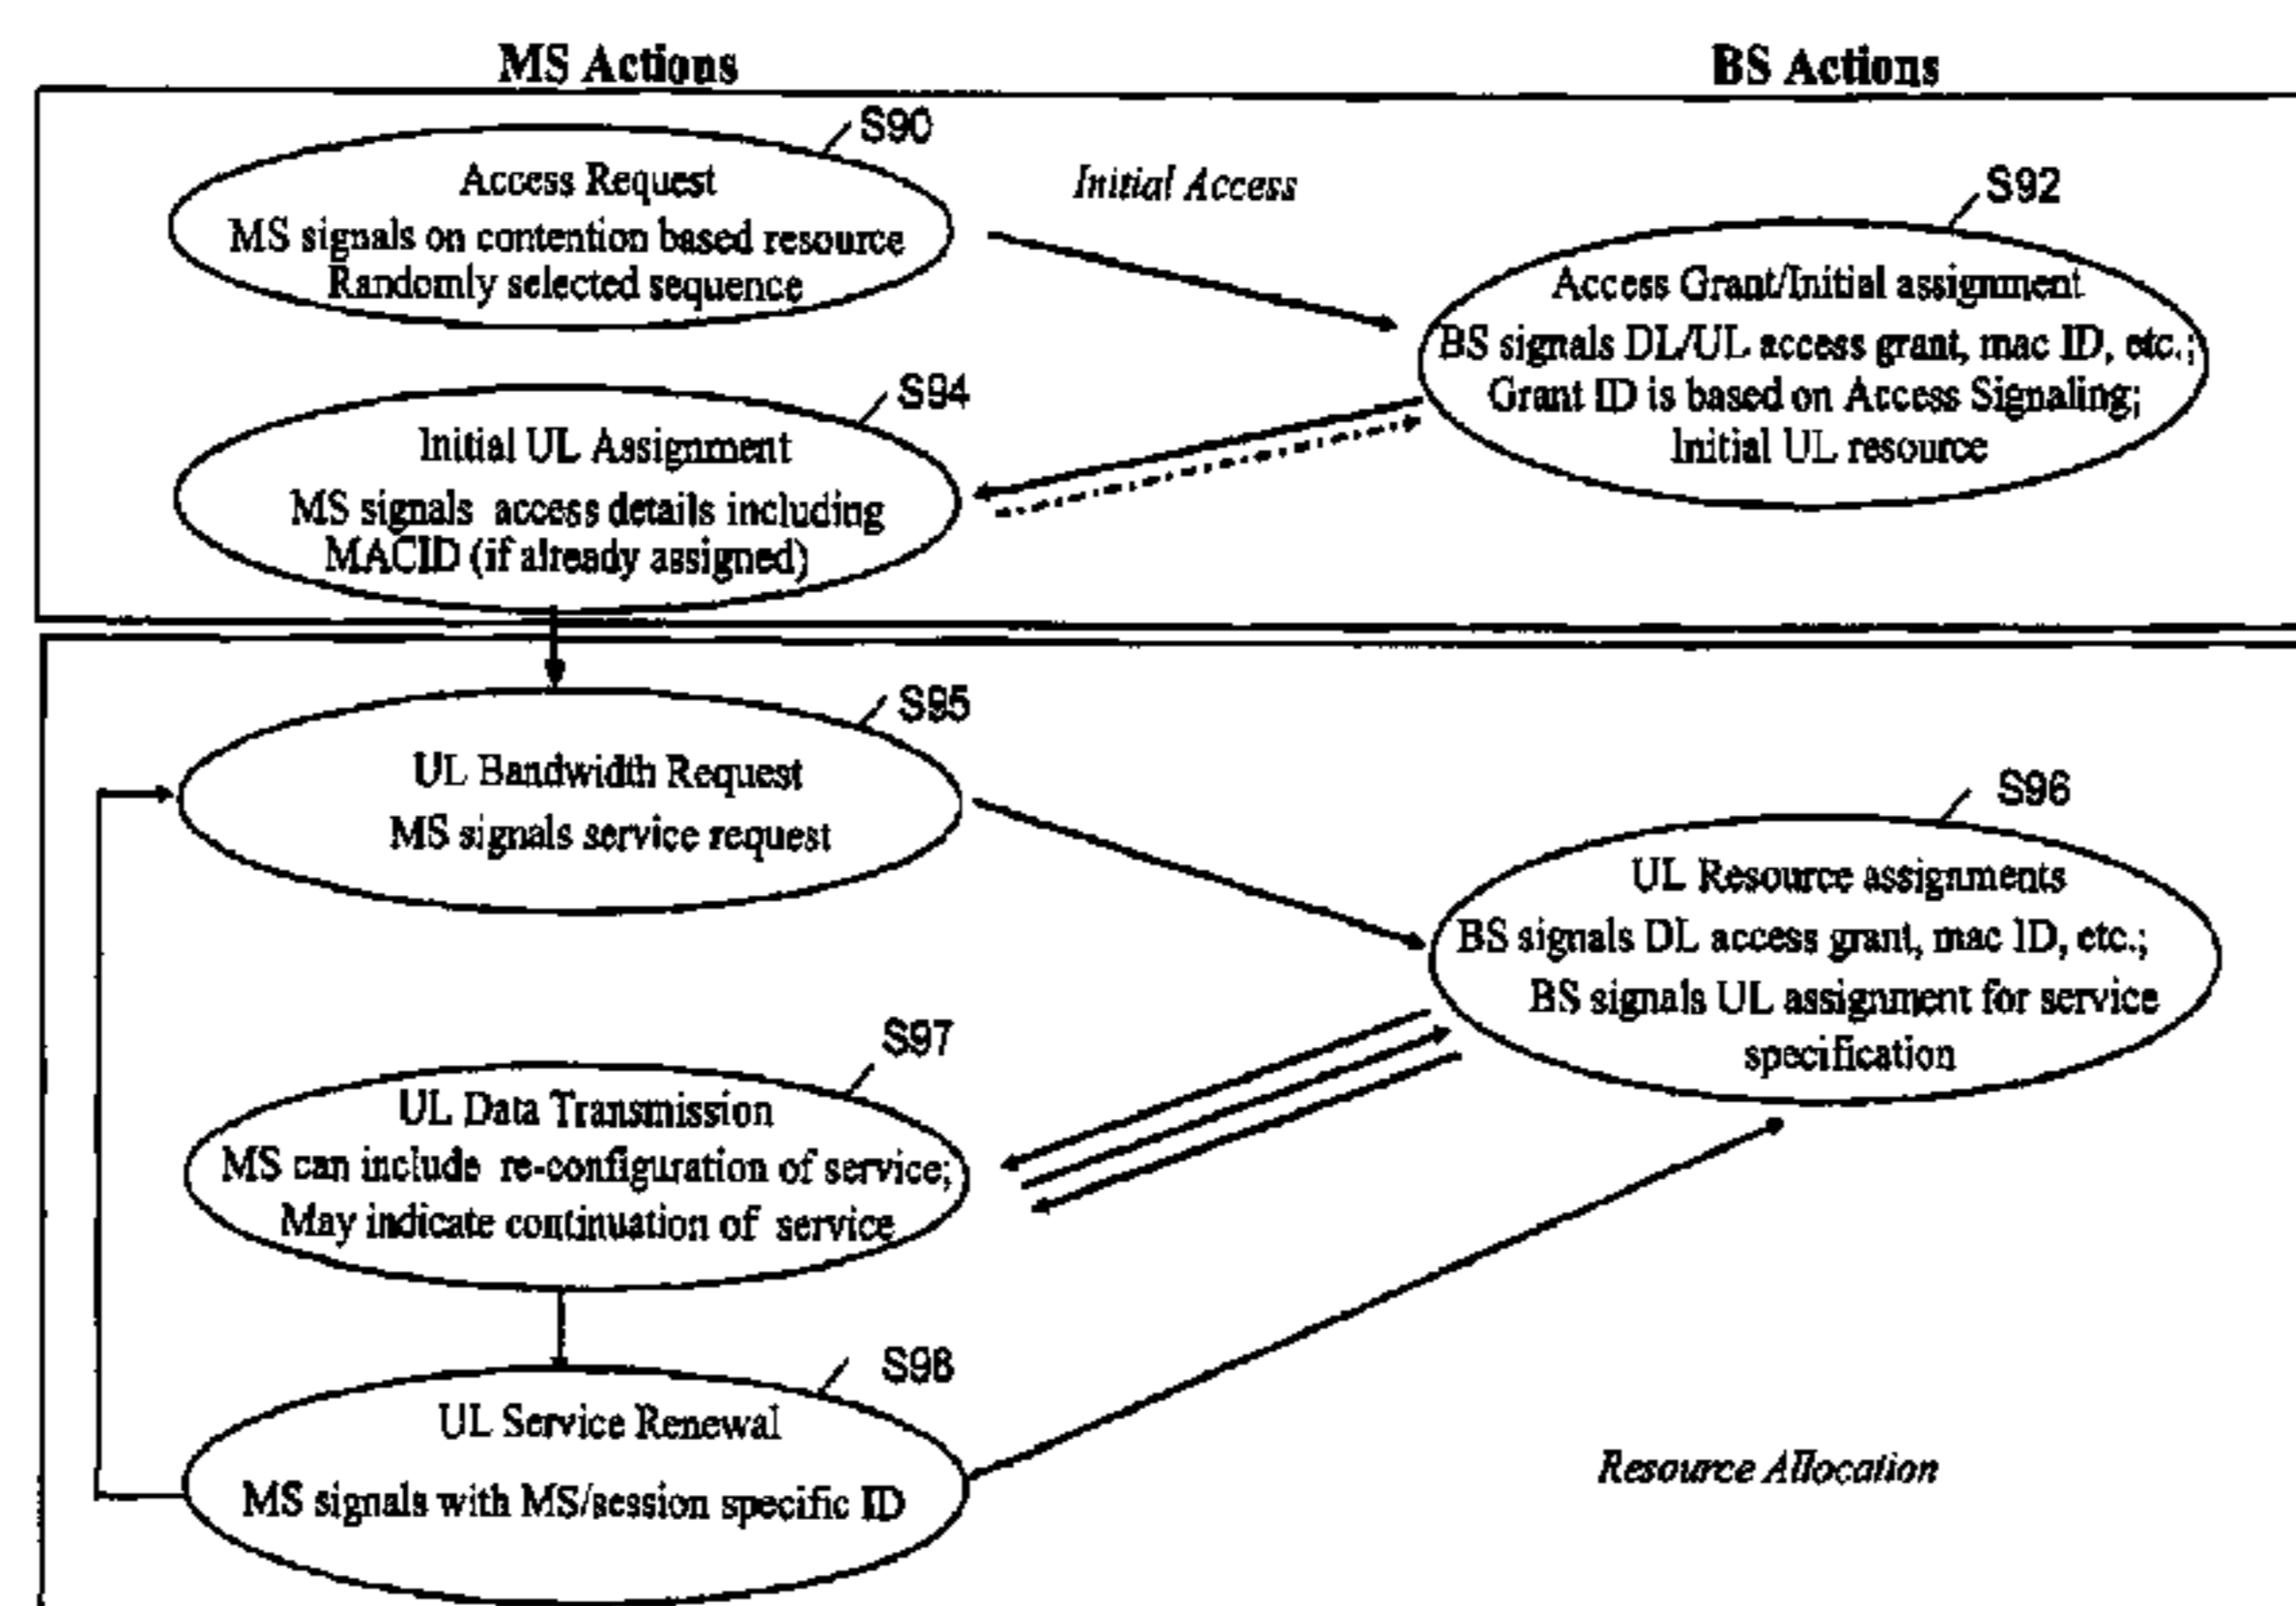 MS Actions
BS Actions
S90
Access Request
MS signals on contention based resource
Randomly selected sequence
Initial Access
S92
Access Grant/Initial assignment
BS signals DL/UL access grant, mac ID, etc.;
Grant ID is based on Access Signaling;
Initial UL resource
S94
Initial UL Assignment
MS signals access details including
MACID (if already assigned)
S95
UL Bandwidth Request
MS signals service request
S96
UL Resource assignments
BS signals DL access grant, mac ID, etc.;
BS signals UL assignment for service
specification
S97
UL Data Transmission
MS can include re-configuration of service;
May indicate continuation of service
S98
UL Service Renewal
MS signals with MS/session specific ID
Resource Allocation